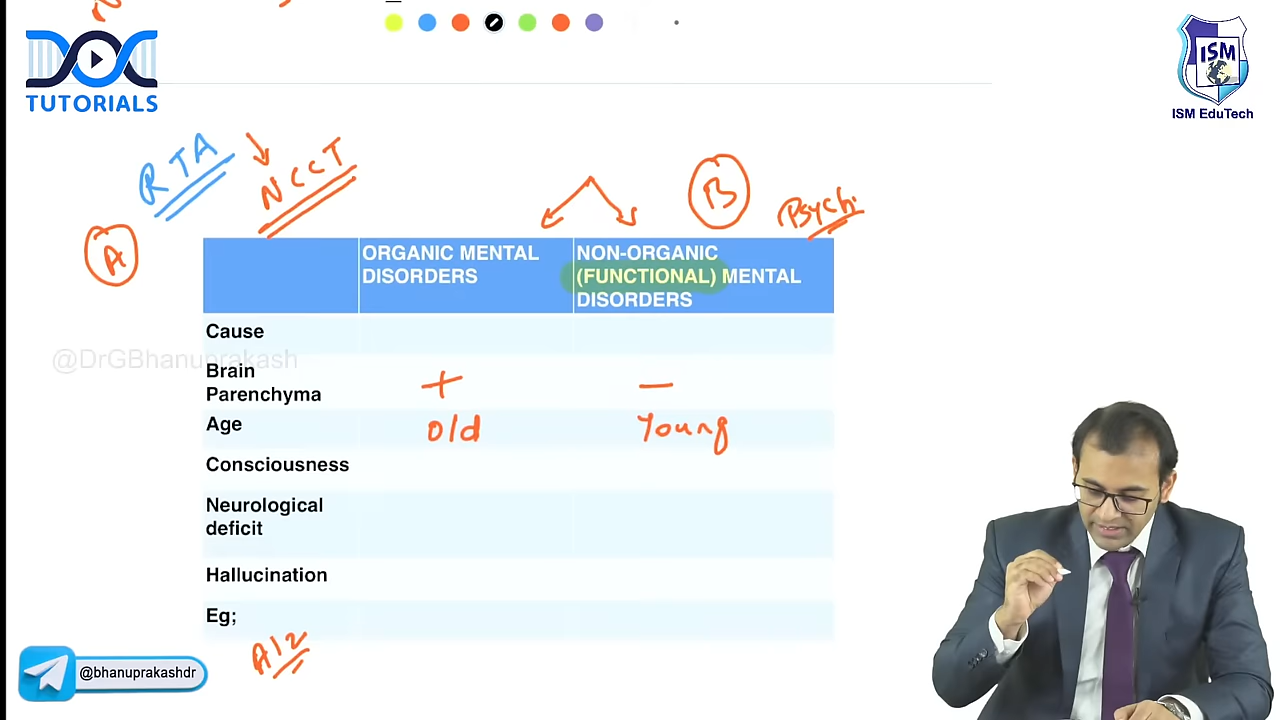 DOC
TUTORIALS
ISM
ISM EduTech
RTA
NCCT
A
B
Psychi
ORGANIC MENTAL
DISORDERS
NON-ORGANIC
(FUNCTIONAL) MENTAL
DISORDERS
Cause
@DrGBhanuprakash
Brain
Parenchyma
+
—
Age
old
Young
Consciousness
Neurological
deficit
Hallucination
Eg;
Alz
@bhanuprakashdr